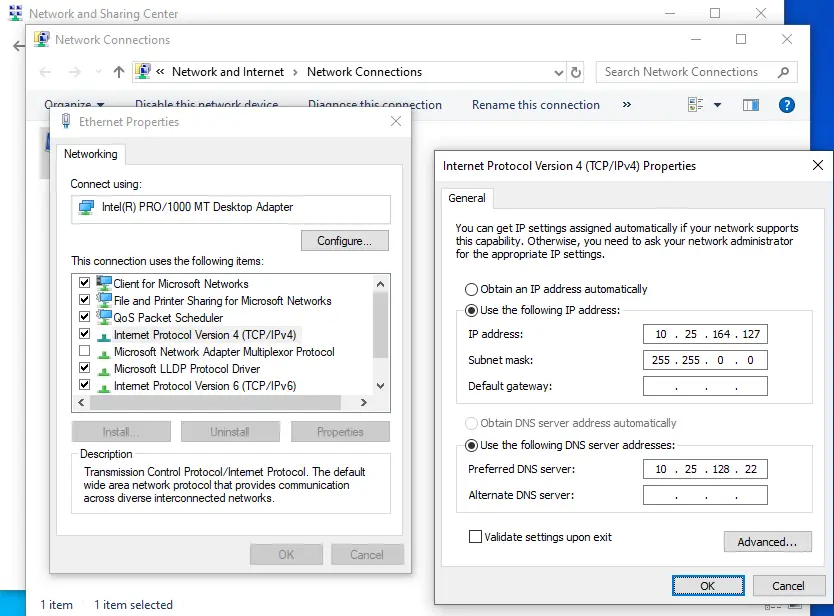 Network and Sharing Center
Network Connections
« Network and Internet › Network Connections
Search Network Connections
Organize
Disable this network device
Diagnose this connection
Rename this connection
»
Ethernet Properties
Networking
Connect using:
Intel(R) PRO/1000 MT Desktop Adapter
Configure...
This connection uses the following items:
Client for Microsoft Networks
File and Printer Sharing for Microsoft Networks
QoS Packet Scheduler
Internet Protocol Version 4 (TCP/IPv4)
Microsoft Network Adapter Multiplexor Protocol
Microsoft LLDP Protocol Driver
Internet Protocol Version 6 (TCP/IPv6)
Install...
Uninstall
Properties
Description
Transmission Control Protocol/Internet Protocol. The default
wide area network protocol that provides communication
across diverse interconnected networks.
OK
Cancel
1 item
1 item selected
Internet Protocol Version 4 (TCP/IPv4) Properties
General
You can get IP settings assigned automatically if your network supports
this capability. Otherwise, you need to ask your network administrator
for the appropriate IP settings.
Obtain an IP address automatically
Use the following IP address:
IP address: 10 . 25 . 164 . 127
Subnet mask: 255 . 255 . 0 . 0
Default gateway: . . .
Obtain DNS server address automatically
Use the following DNS server addresses:
Preferred DNS server: 10 . 25 . 128 . 22
Alternate DNS server: . . .
Validate settings upon exit
Advanced...
OK
Cancel